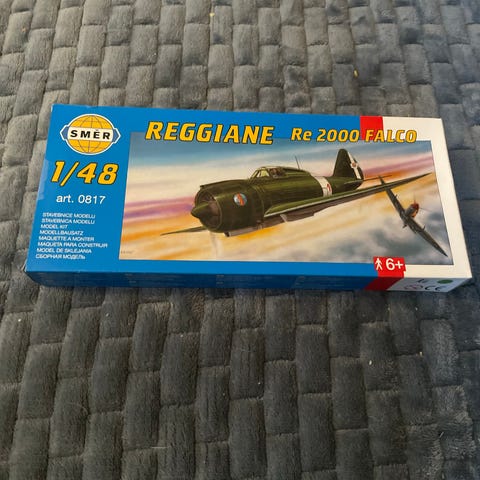 SMĚR
REGGIANE Re 2000 FALCO
1/48
art. 0817
STAVEBNICE MODELU
STAVEBNICA MODELU
MODEL KIT
MODELLBAUSATZ
MAQUETTE A MONTER
MAQUETA PARA CONSTRUIR
MODEL DE SKLEJANIA
СБОРНАЯ МОДЕЛЬ
6+
CE